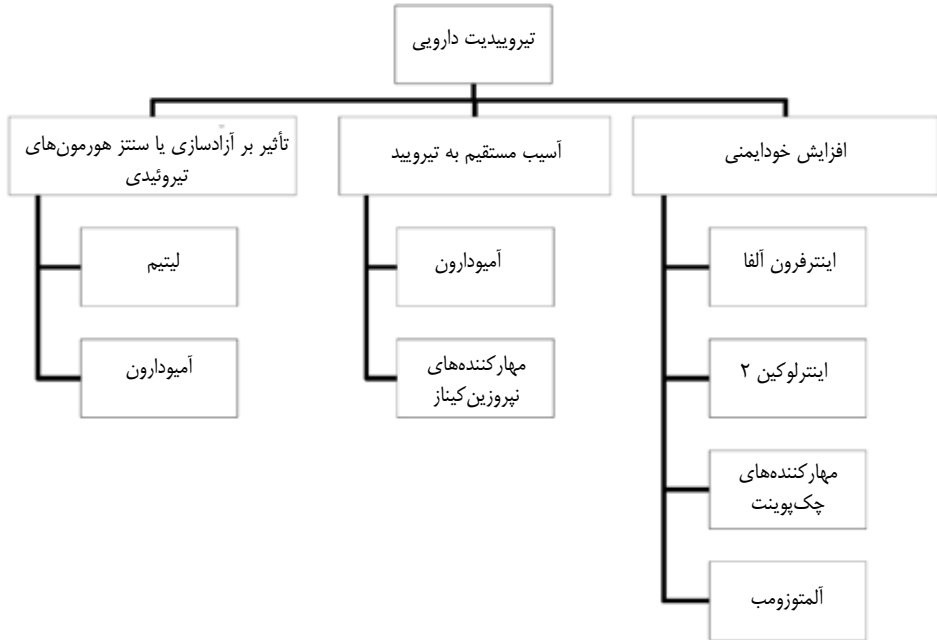 تیروییدیت دارویی
افزایش خودایمنی
اینترفرون آلفا
اینترلوکین ۲
مهارکننده‌های
چک‌پوینت
آلمتوزومب
آسیب مستقیم به تیرویید
آمیودارون
مهارکننده‌های
نپروزین‌کیناز
تأثیر بر آزادسازی یا سنتز هورمون‌های
تیروئیدی
لیتیم
آمیودارون